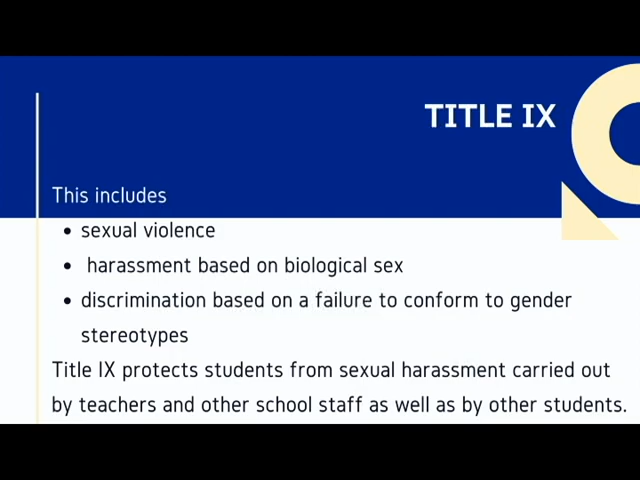 TITLE IX
This includes
• sexual violence
• harassment based on biological sex
• discrimination based on a failure to conform to gender
stereotypes
Title IX protects students from sexual harassment carried out
by teachers and other school staff as well as by other students.